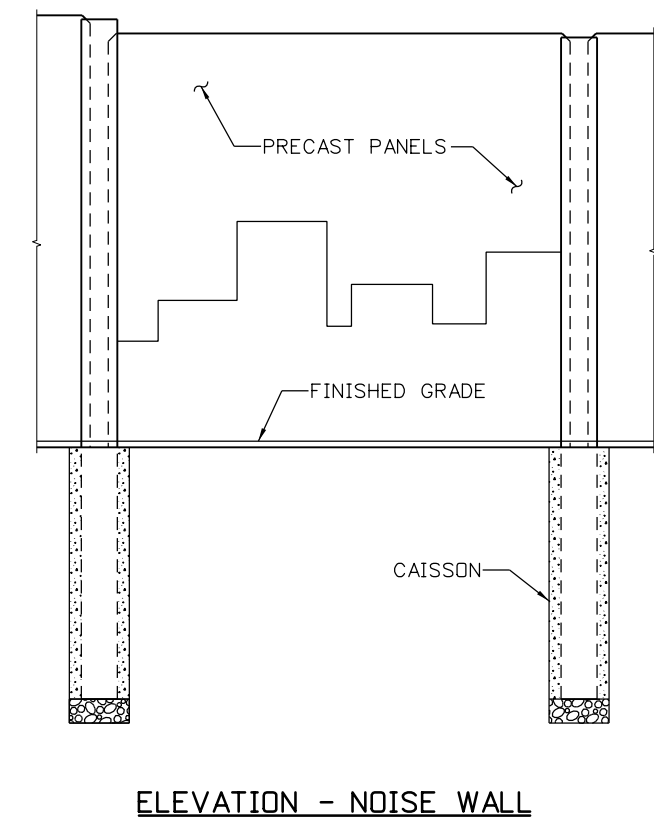 PRECAST PANELS
FINISHED GRADE
CAISSON
ELEVATION - NOISE WALL